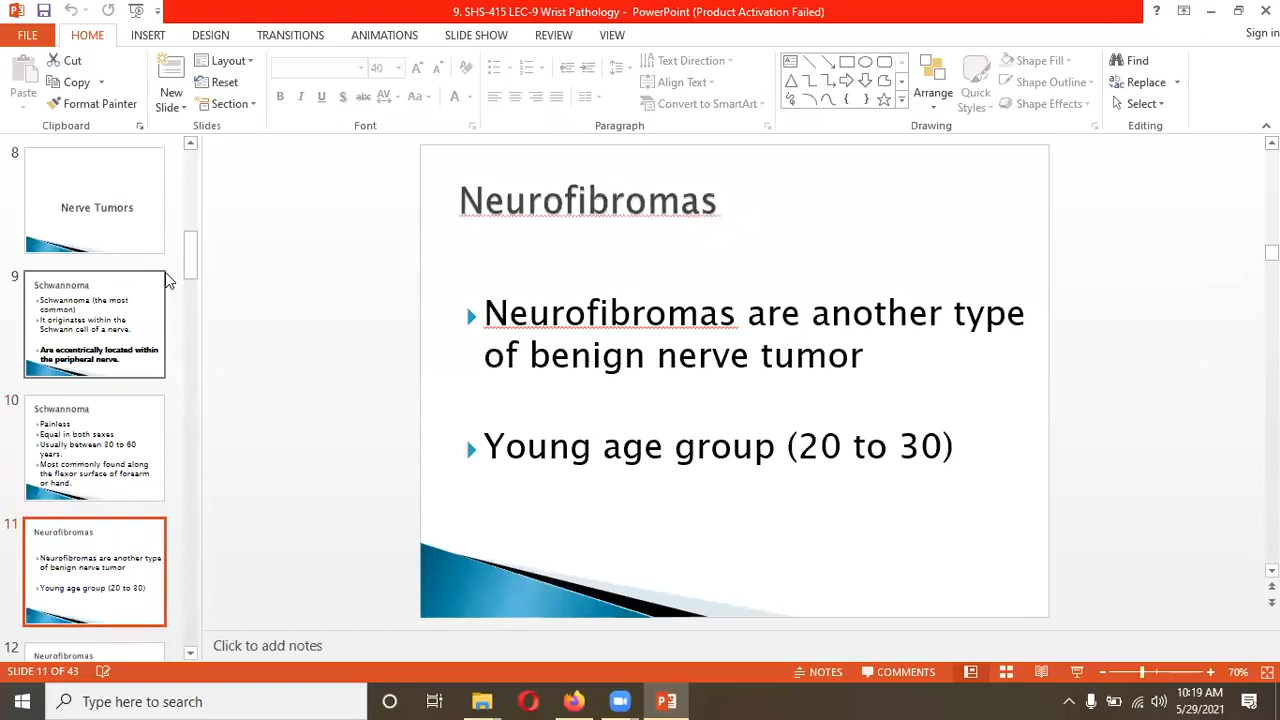 9. SHS-415 LEC-9 Wrist Pathology - PowerPoint (Product Activation Failed)
?
Sign in
FILE HOME INSERT DESIGN TRANSITIONS ANIMATIONS SLIDE SHOW REVIEW VIEW
Paste
Cut
Copy
Format Painter
Clipboard
New
Slide
Layout
Reset
Section
Slides
40
B I U S abc AV Aa A
Font
Text Direction
Align Text
Convert to SmartArt
Paragraph
Arrange
Quick
Styles
Shape Fill
Shape Outline
Shape Effects
Drawing
Find
Replace
Select
Editing
8
Nerve Tumors
9
Schwannoma
Schwannoma (the most
common)
It originates within the
Schwann cell of a nerve.
Are eccentrically located within
the peripheral nerve.
10
Schwannoma
Painless
Equal in both sexes
Usually between 30 to 60
years.
Most commonly found along
the flexor surface of forearm
or hand.
11
Neurofibromas
Neurofibromas are another type
of benign nerve tumor
Young age group (20 to 30)
12
Neurofibromas
Neurofibromas
Neurofibromas are another type
of benign nerve tumor
Young age group (20 to 30)
Click to add notes
SLIDE 11 OF 43
NOTES
COMMENTS
70%
Type here to search
10:19 AM
5/29/2021